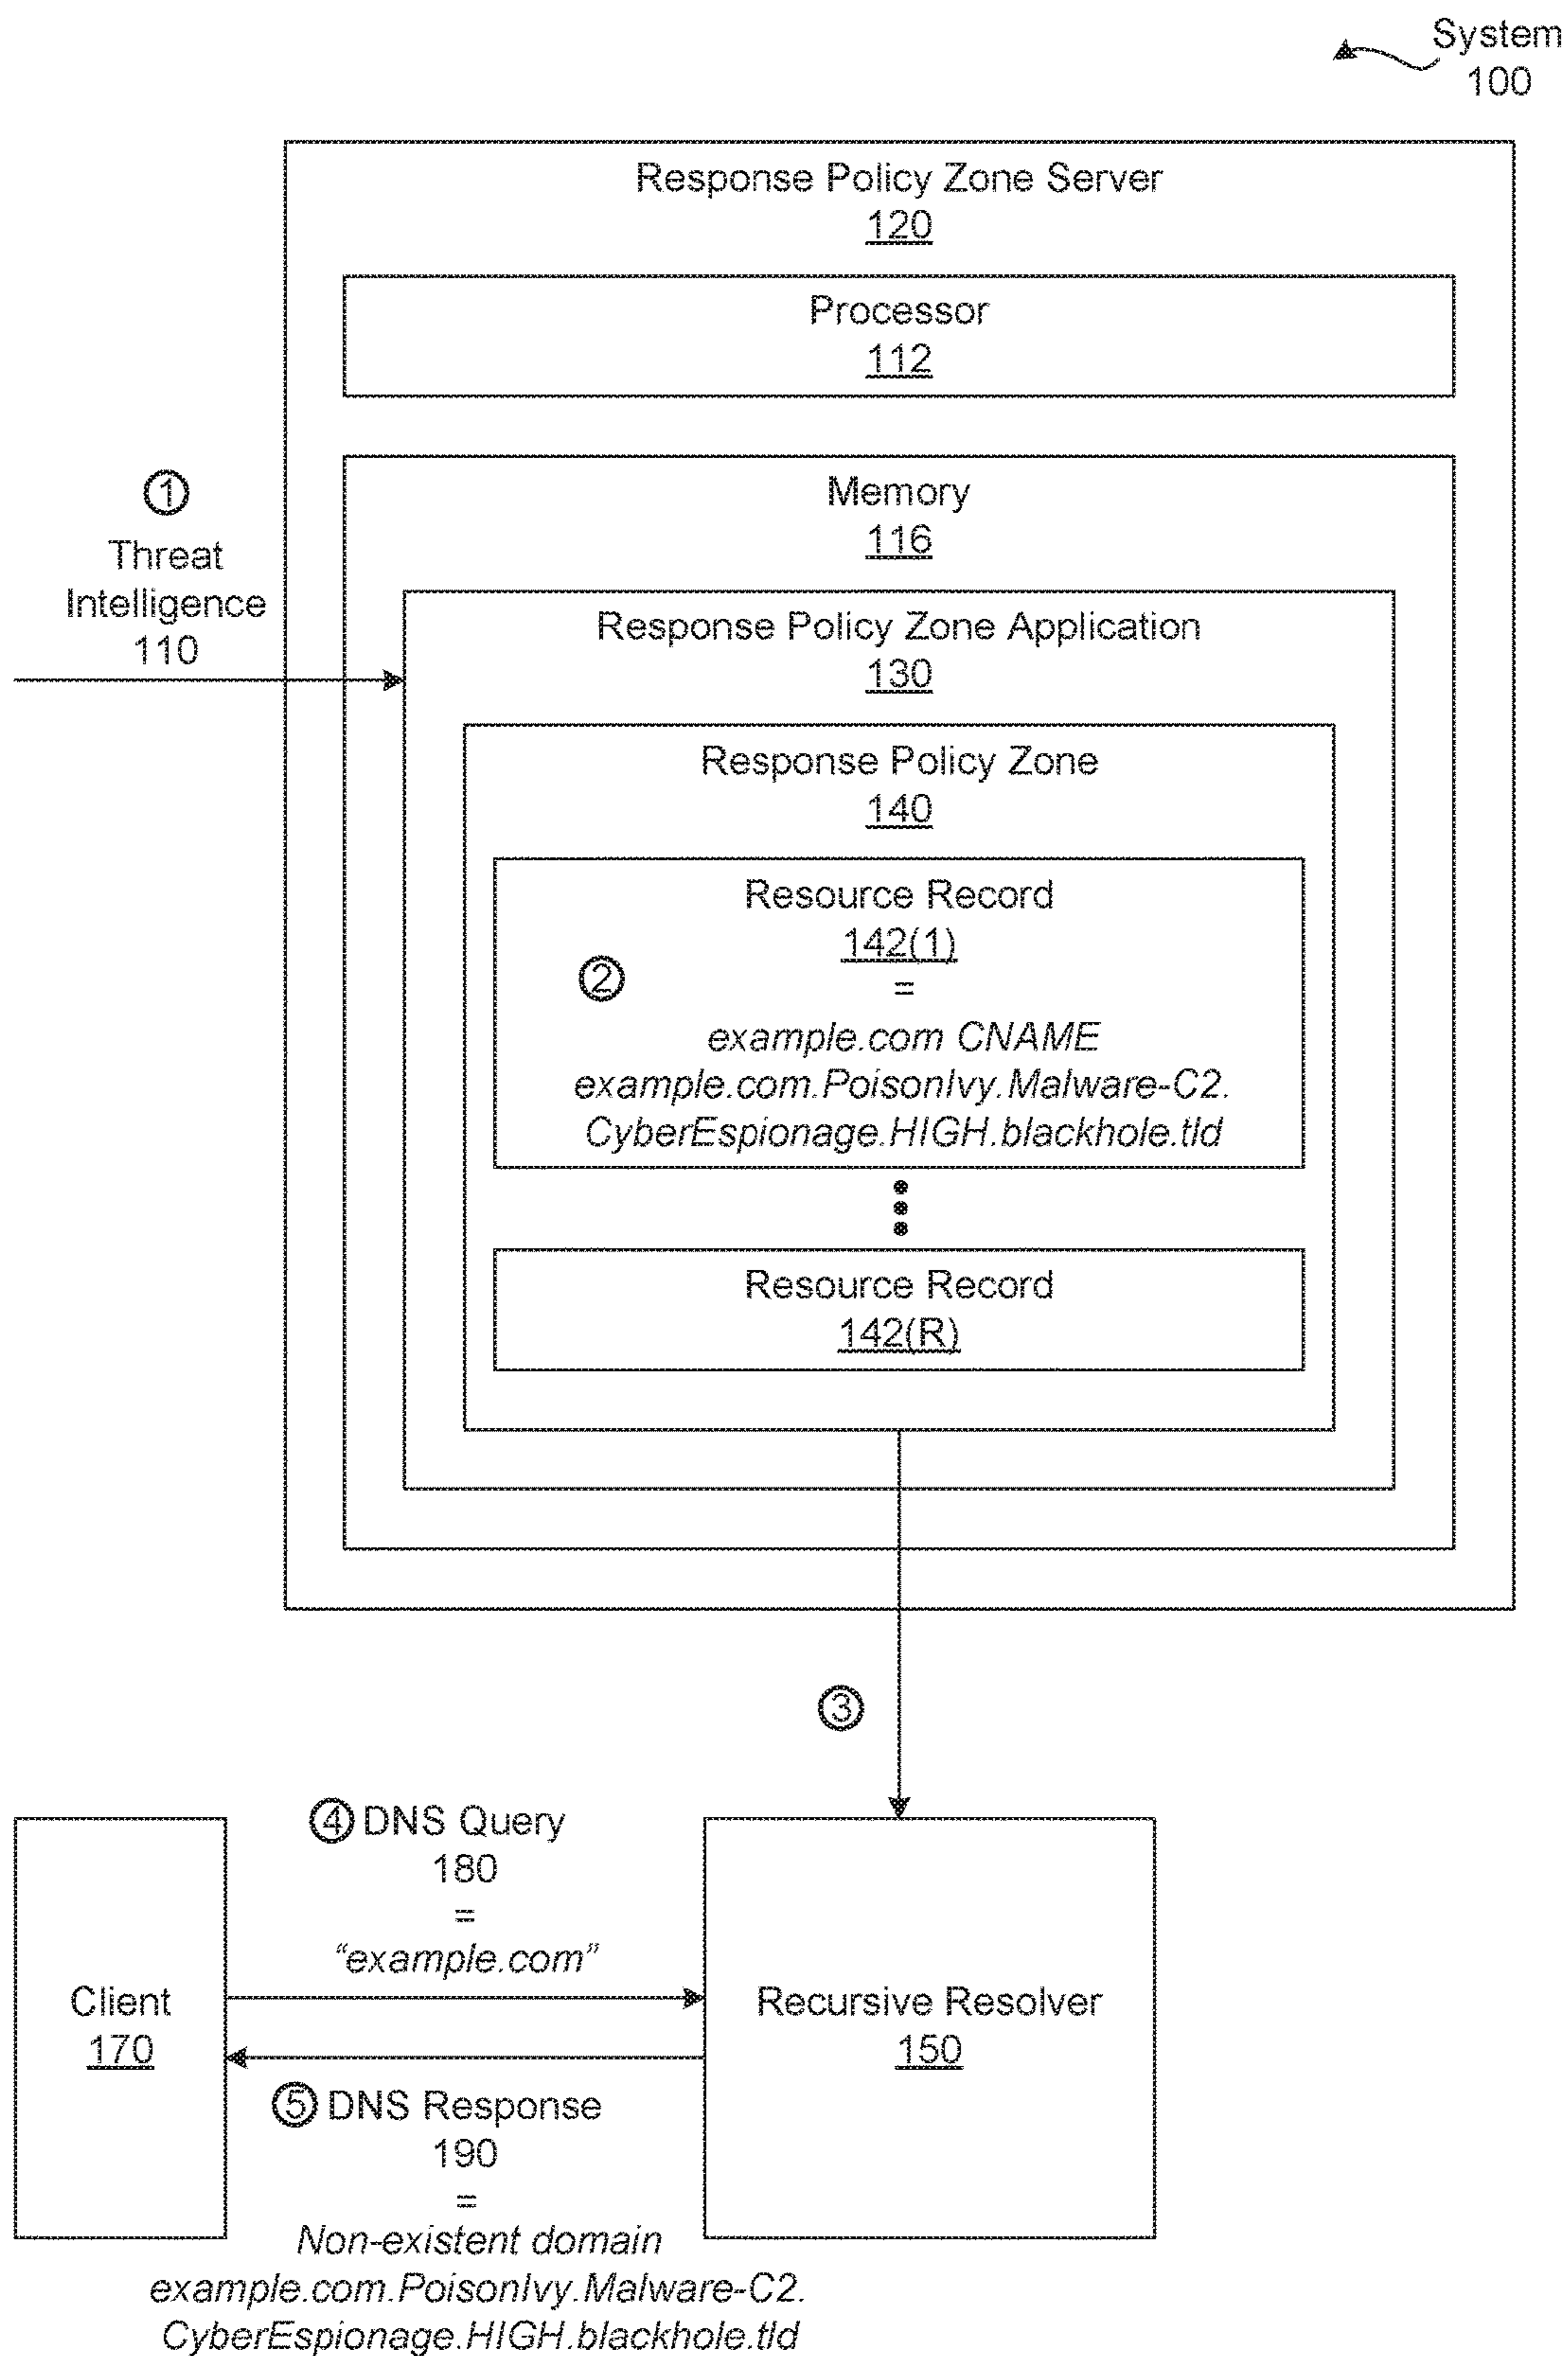 System
100
Response Policy Zone Server
120
Processor
112
Memory
116
①
Threat
Intelligence
110
Response Policy Zone Application
130
Response Policy Zone
140
Resource Record
142(1)
②
=
example.com CNAME
example.com.PoisonIvy.Malware-C2.
CyberEspionage.HIGH.blackhole.tld
Resource Record
142(R)
③
④ DNS Query
180
=
“example.com”
Client
170
Recursive Resolver
150
⑤ DNS Response
190
=
Non-existent domain
example.com.PoisonIvy.Malware-C2.
CyberEspionage.HIGH.blackhole.tld